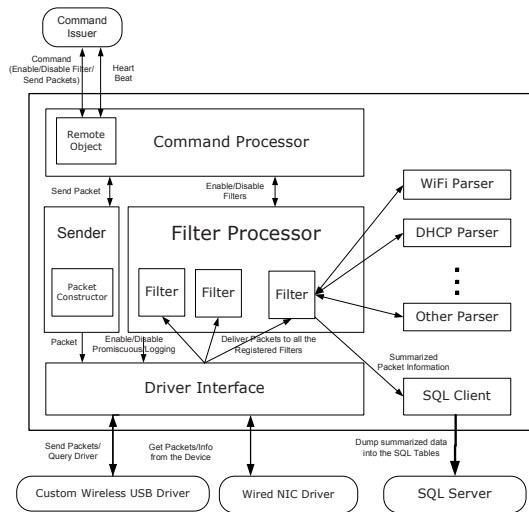 Command
Issuer
Command
(Enable/Disable Filter/
Send Packets)
Heart
Beat
Remote
Object
Command Processor
Send Packet
Enable/Disable
Filters
WiFi Parser
Sender
Filter Processor
DHCP Parser
Packet
Constructor
Filter
Filter
Filter
Other Parser
Packet
Enable/Disable
Promiscuous/Logging
Deliver Packets to all the
Registered Filters
Summarized
Packet Information
Driver Interface
SQL Client
Send Packets/
Query Driver
Get Packets/Info
from the Device
Dump summarized data
into the SQL Tables
Custom Wireless USB Driver
Wired NIC Driver
SQL Server